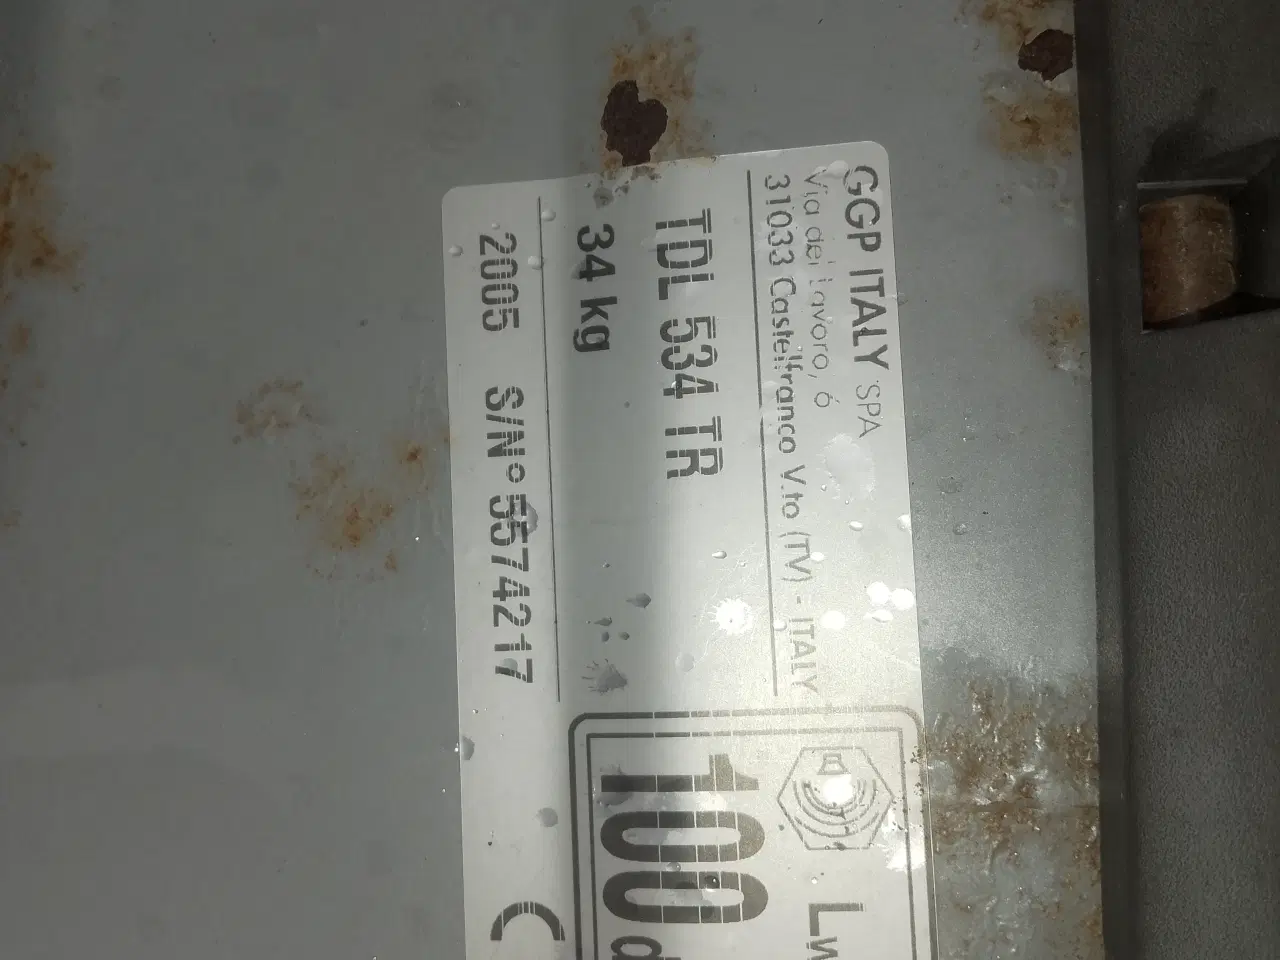 GGP ITALY SPA
Via del Lavoro, 6
31033 Castelfranco V.to (TV) - ITALY
TDL 534 TR
34 kg
2005 S/N° 5574217
100